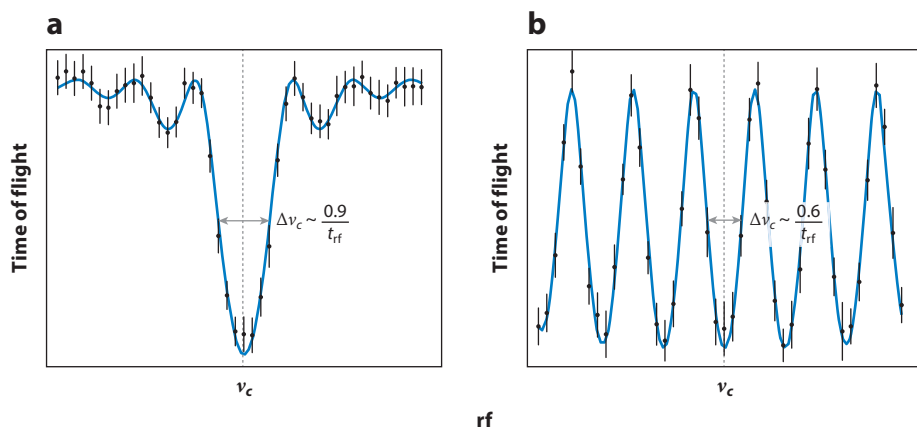 a
b
Time of flight
Δν_c ~ 0.9/t_rf
ν_c
Time of flight
Δν_c ~ 0.6/t_rf
ν_c
rf